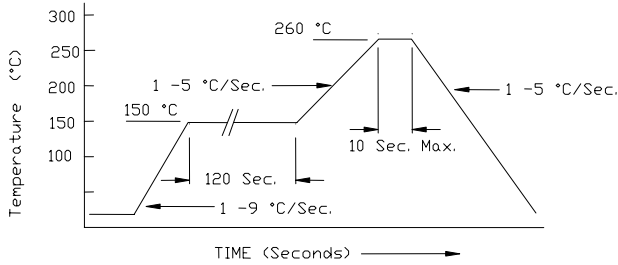 300
260 °C
250
Temperature (°C)
200
1 -5 °C/Sec.
1 -5 °C/Sec.
150 °C
150
10 Sec. Max.
100
120 Sec.
1 -9 °C/Sec.
TIME (Seconds)